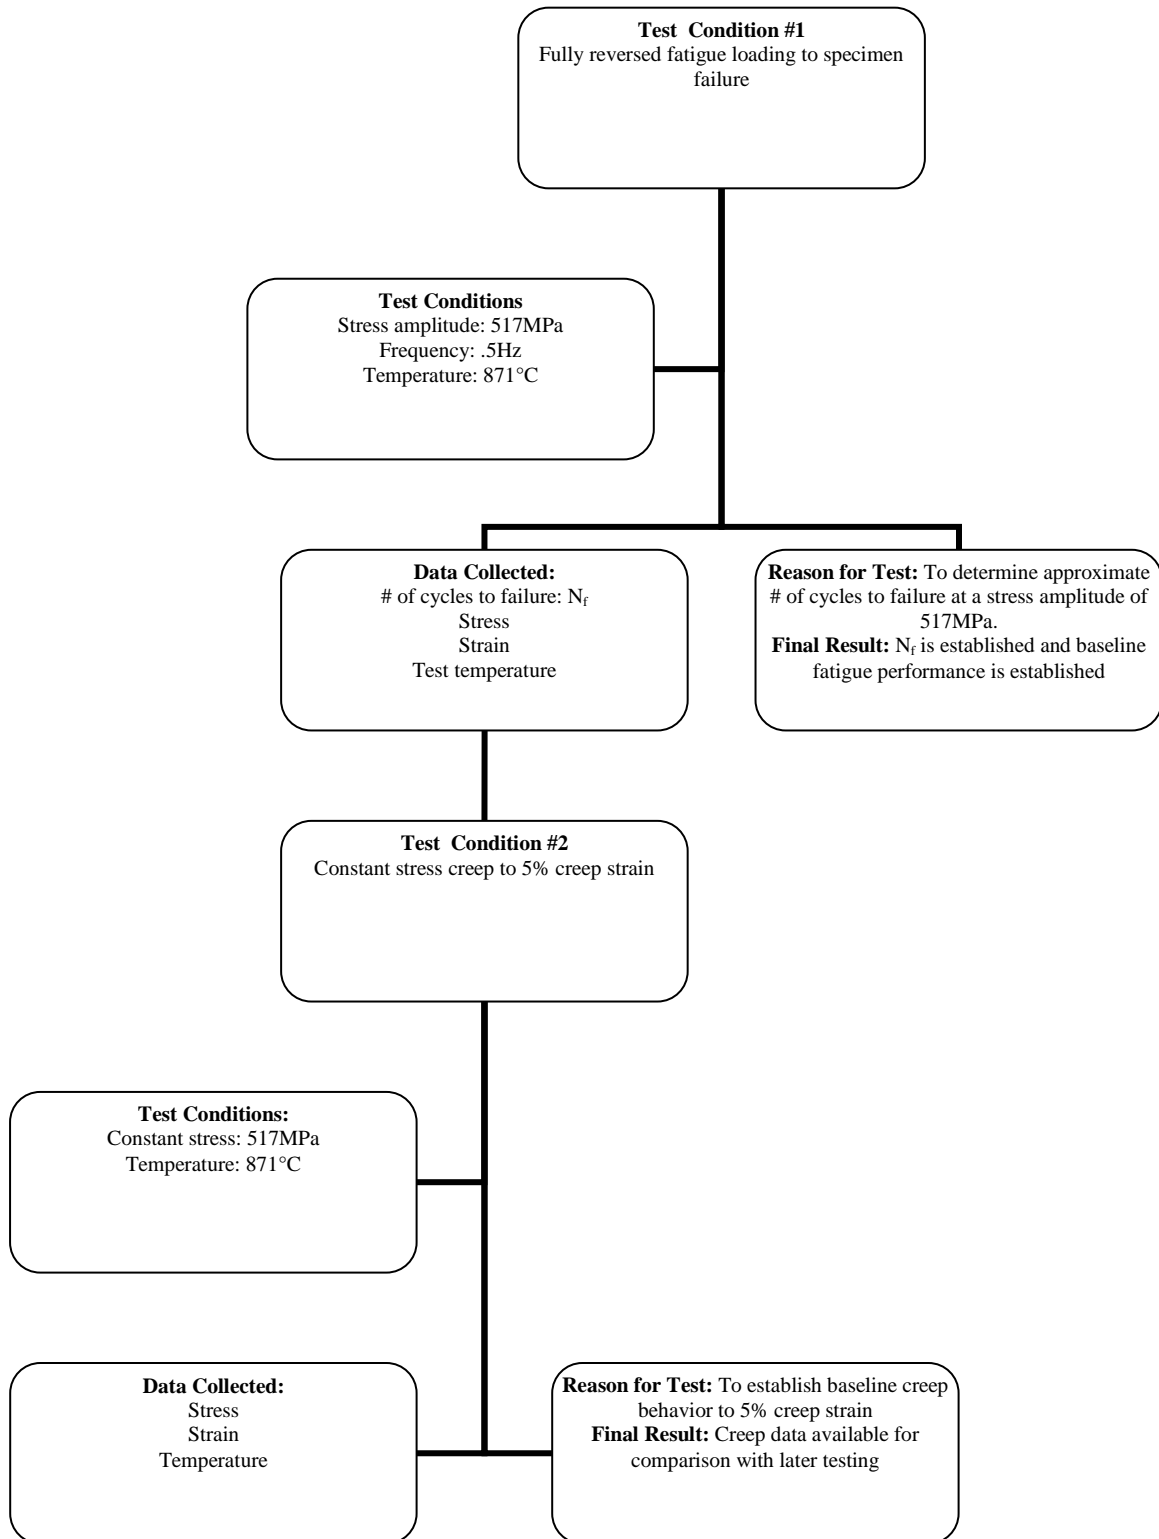 Test  Condition #1
Fully reversed fatigue loading to specimen
failure
Test Conditions
Stress amplitude: 517MPa
Frequency: .5Hz
Temperature: 871°C
Data Collected:
# of cycles to failure: Nf
Stress
Strain
Test temperature
Reason for Test: To determine approximate
# of cycles to failure at a stress amplitude of
517MPa.
Final Result: Nf is established and baseline
fatigue performance is established
Test  Condition #2
Constant stress creep to 5% creep strain
Test Conditions:
Constant stress: 517MPa
Temperature: 871°C
Data Collected:
Stress
Strain
Temperature
Reason for Test: To establish baseline creep
behavior to 5% creep strain
Final Result: Creep data available for
comparison with later testing